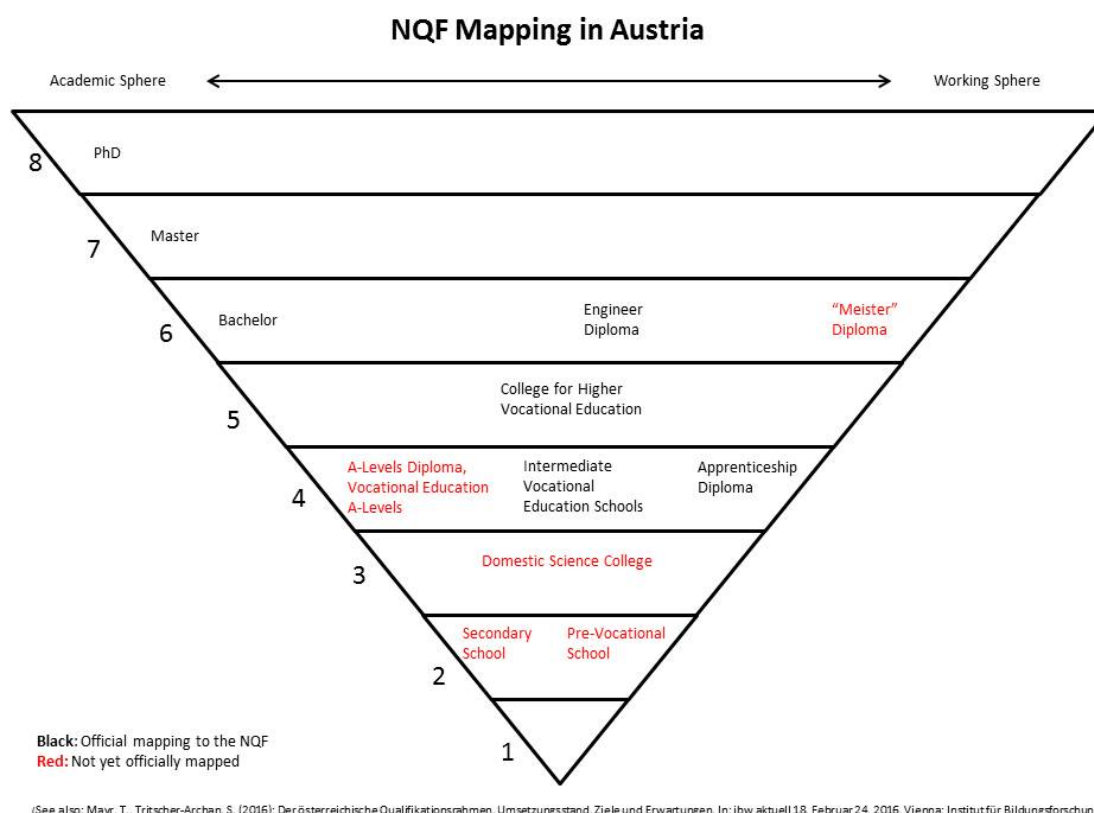 NQF Mapping in Austria
Academic Sphere
Working Sphere
8
PhD
7
Master
6
Bachelor
Engineer
Diploma
“Meister”
Diploma
5
College for Higher
Vocational Education
4
A-Levels Diploma,
Vocational Education
A-Levels
Intermediate
Vocational
Education Schools
Apprenticeship
Diploma
3
Domestic Science College
2
Secondary
School
Pre-Vocational
School
1
Black: Official mapping to the NQF
Red: Not yet officially mapped
(See also: Mayr, T., Tritscher-Archan, S. (2016): Der österreichische Qualifikationsrahmen. Umsetzungsstand, Ziele und Erwartungen. In: ibw aktuell 18. Februar 24, 2016. Vienna: Institut für Bildungsforschung